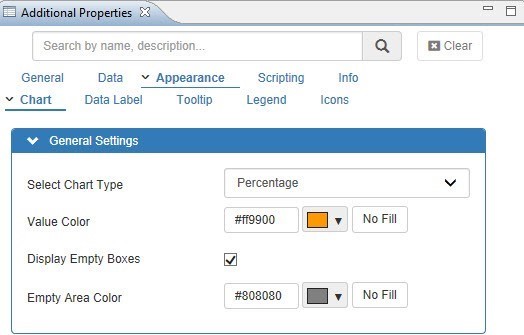 Additional Properties
Search by name, description...
Clear
General Data Appearance Scripting Info
Chart Data Label Tooltip Legend Icons
General Settings
Select Chart Type Percentage
Value Color #ff9900 No Fill
Display Empty Boxes
Empty Area Color #808080 No Fill